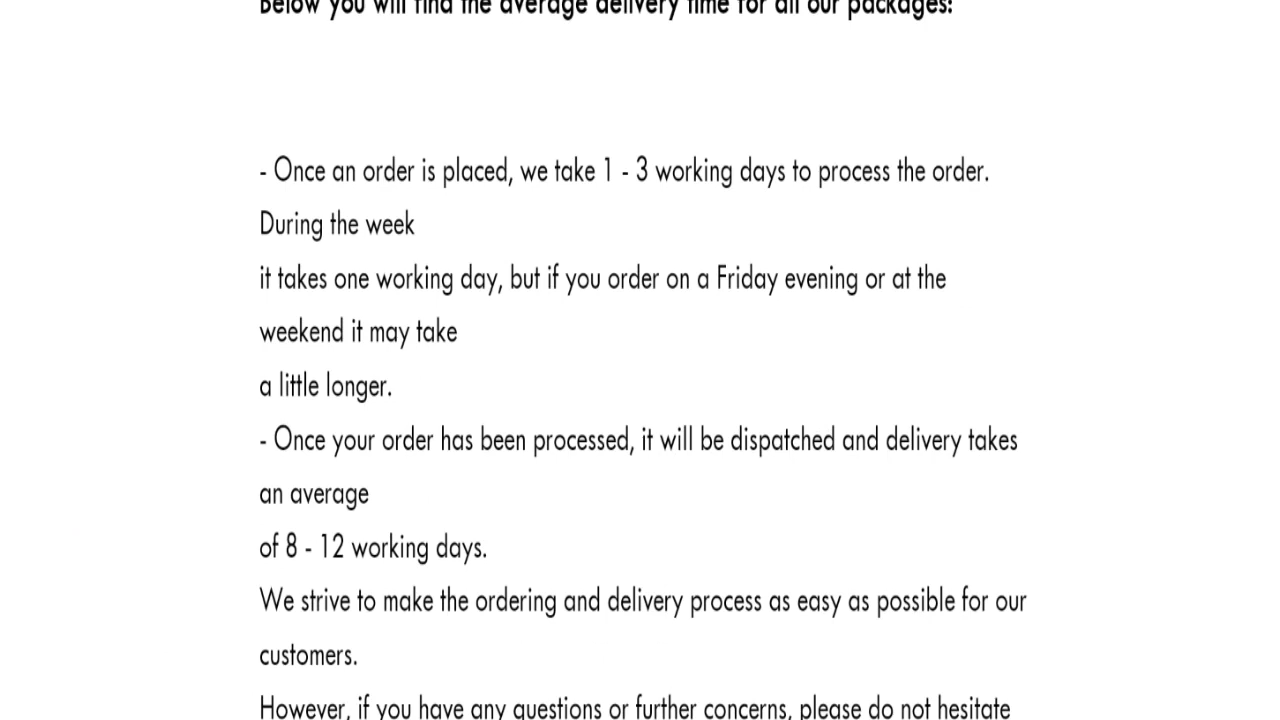 Below you will find the average delivery time for all our packages:
- Once an order is placed, we take 1 - 3 working days to process the order.
During the week
it takes one working day, but if you order on a Friday evening or at the
weekend it may take
a little longer.
- Once your order has been processed, it will be dispatched and delivery takes
an average
of 8 - 12 working days.
We strive to make the ordering and delivery process as easy as possible for our
customers.
However, if you have any questions or further concerns, please do not hesitate